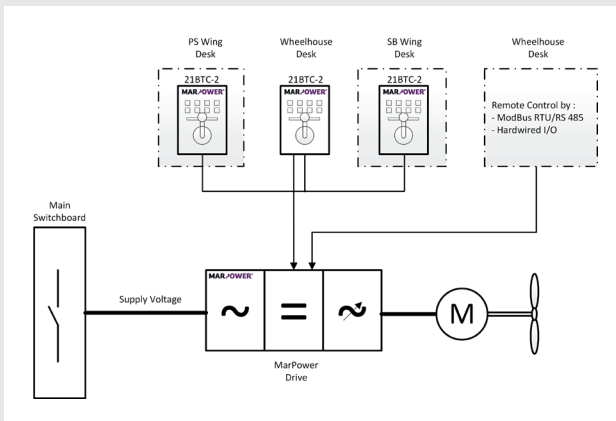 PS Wing
Desk
Wheelhouse
Desk
SB Wing
Desk
Wheelhouse
Desk
21BTC-2
21BTC-2
21BTC-2
MARPOWER
MARPOWER
MARPOWER
Remote Control by :
- ModBus RTU/RS 485
- Hardwired I/O
Main
Switchboard
Supply Voltage
MARPOWER
M
MarPower
Drive